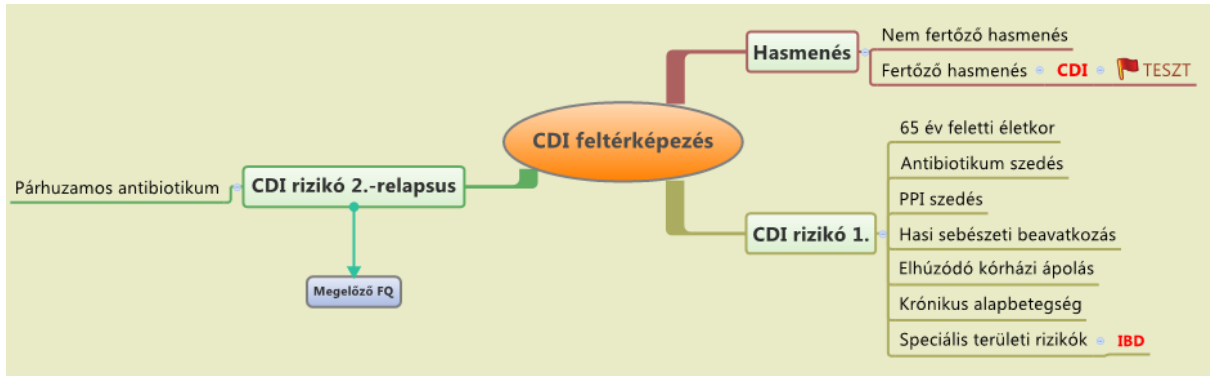 CDI feltérképezés
Hasmenés
Nem fertőző hasmenés
Fertőző hasmenés CDI TESZT
CDI rizikó 1.
65 év feletti életkor
Antibiotikum szedés
PPI szedés
Hasi sebészeti beavatkozás
Elhúzódó kórházi ápolás
Krónikus alapbetegség
Speciális területi rizikók IBD
CDI rizikó 2.-relapsus
Párhuzamos antibiotikum
Megelőző FQ